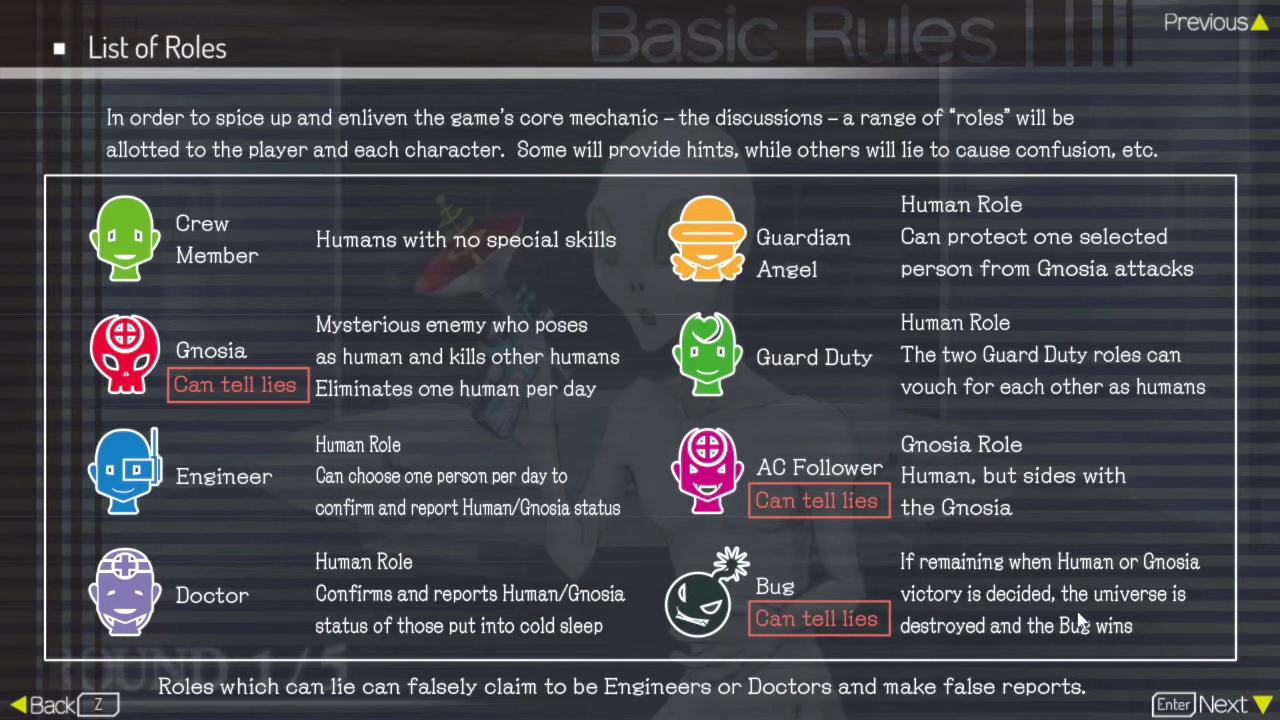 Basic Rules
Previous
List of Roles
In order to spice up and enliven the game's core mechanic – the discussions – a range of “roles” will be
allotted to the player and each character. Some will provide hints, while others will lie to cause confusion, etc.
Crew
Member
Humans with no special skills
Gnosia
Can tell lies
Mysterious enemy who poses
as human and kills other humans
Eliminates one human per day
Engineer
Human Role
Can choose one person per day to
confirm and report Human/Gnosia status
Doctor
Human Role
Confirms and reports Human/Gnosia
status of those put into cold sleep
Guardian
Angel
Human Role
Can protect one selected
person from Gnosia attacks
Guard Duty
Human Role
The two Guard Duty roles can
vouch for each other as humans
AC Follower
Can tell lies
Gnosia Role
Human, but sides with
the Gnosia
Bug
Can tell lies
If remaining when Human or Gnosia
victory is decided, the universe is
destroyed and the Bug wins
ROUND 1/5
Roles which can lie can falsely claim to be Engineers or Doctors and make false reports.
Back Z
Enter Next